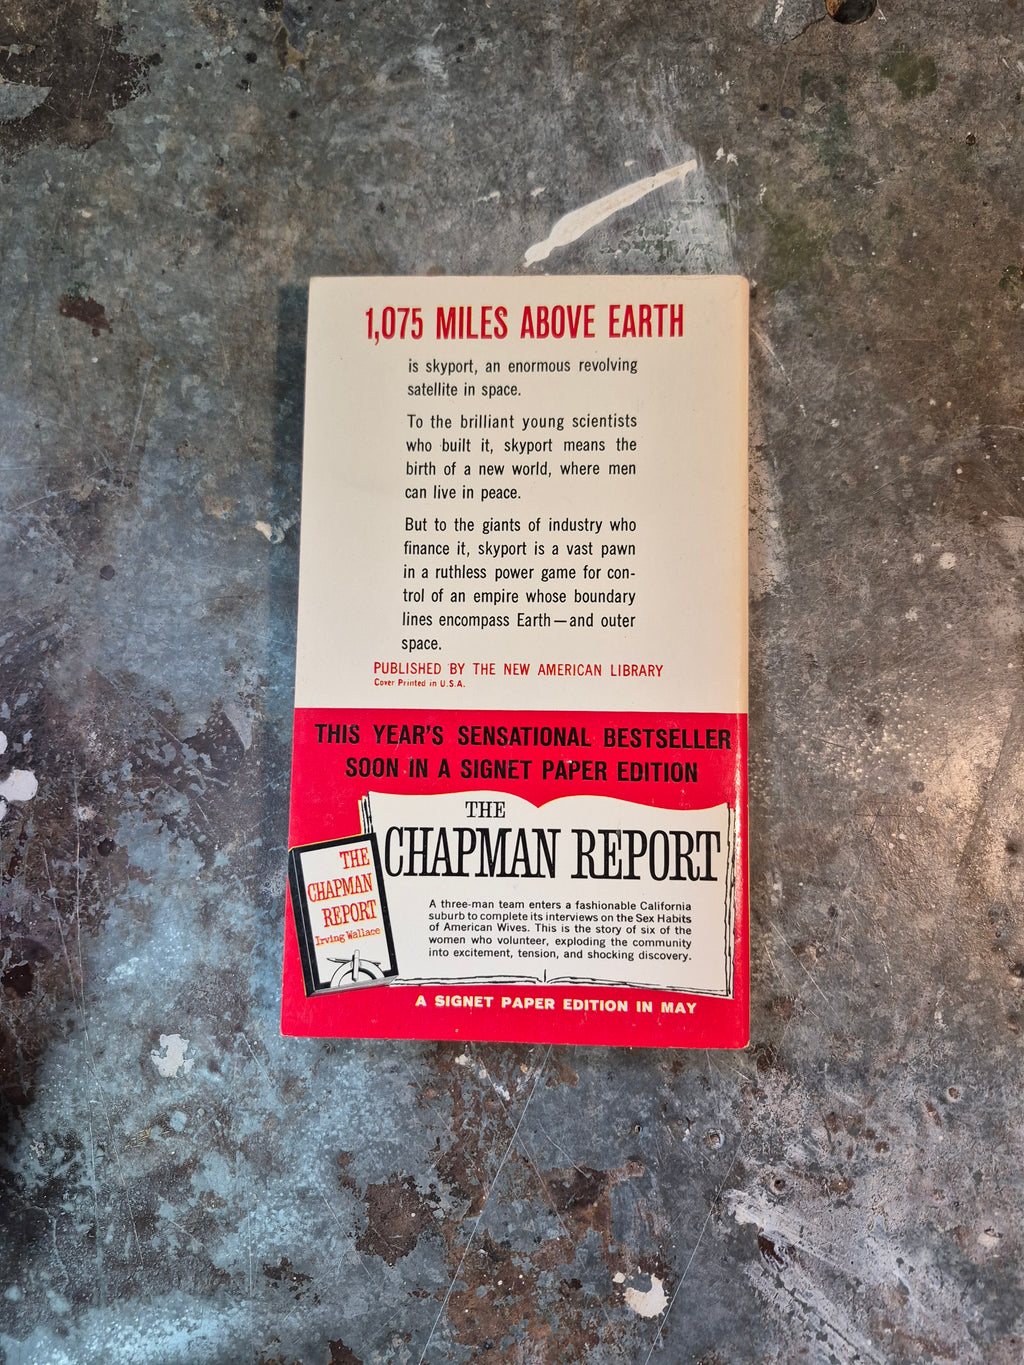 1,075 MILES ABOVE EARTH
is skyport, an enormous revolving
satellite in space.
To the brilliant young scientists
who built it, skyport means the
birth of a new world, where men
can live in peace.
But to the giants of industry who
finance it, skyport is a vast pawn
in a ruthless power game for con-
trol of an empire whose boundary
lines encompass Earth—and outer
space.
PUBLISHED BY THE NEW AMERICAN LIBRARY
Cover Printed in U.S.A.
THIS YEAR'S SENSATIONAL BESTSELLER
SOON IN A SIGNET PAPER EDITION
THE
CHAPMAN REPORT
THE
CHAPMAN
REPORT
Irving Wallace
A three-man team enters a fashionable California
suburb to complete its interviews on the Sex Habits
of American Wives. This is the story of six of the
women who volunteer, exploding the community
into excitement, tension, and shocking discovery.
A SIGNET PAPER EDITION IN MAY